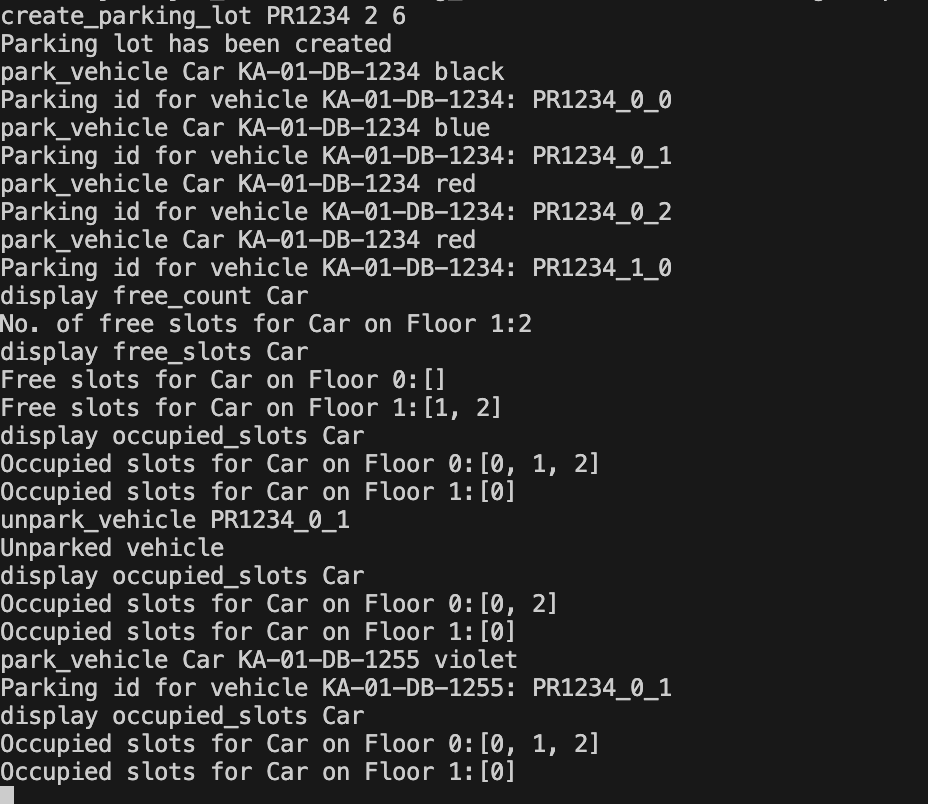 create_parking_lot PR1234 2 6
Parking lot has been created
park_vehicle Car KA-01-DB-1234 black
Parking id for vehicle KA-01-DB-1234: PR1234_0_0
park_vehicle Car KA-01-DB-1234 blue
Parking id for vehicle KA-01-DB-1234: PR1234_0_1
park_vehicle Car KA-01-DB-1234 red
Parking id for vehicle KA-01-DB-1234: PR1234_0_2
park_vehicle Car KA-01-DB-1234 red
Parking id for vehicle KA-01-DB-1234: PR1234_1_0
display free_count Car
No. of free slots for Car on Floor 1:2
display free_slots Car
Free slots for Car on Floor 0:[]
Free slots for Car on Floor 1:[1, 2]
display occupied_slots Car
Occupied slots for Car on Floor 0:[0, 1, 2]
Occupied slots for Car on Floor 1:[0]
unpark_vehicle PR1234_0_1
Unparked vehicle
display occupied_slots Car
Occupied slots for Car on Floor 0:[0, 2]
Occupied slots for Car on Floor 1:[0]
park_vehicle Car KA-01-DB-1255 violet
Parking id for vehicle KA-01-DB-1255: PR1234_0_1
display occupied_slots Car
Occupied slots for Car on Floor 0:[0, 1, 2]
Occupied slots for Car on Floor 1:[0]